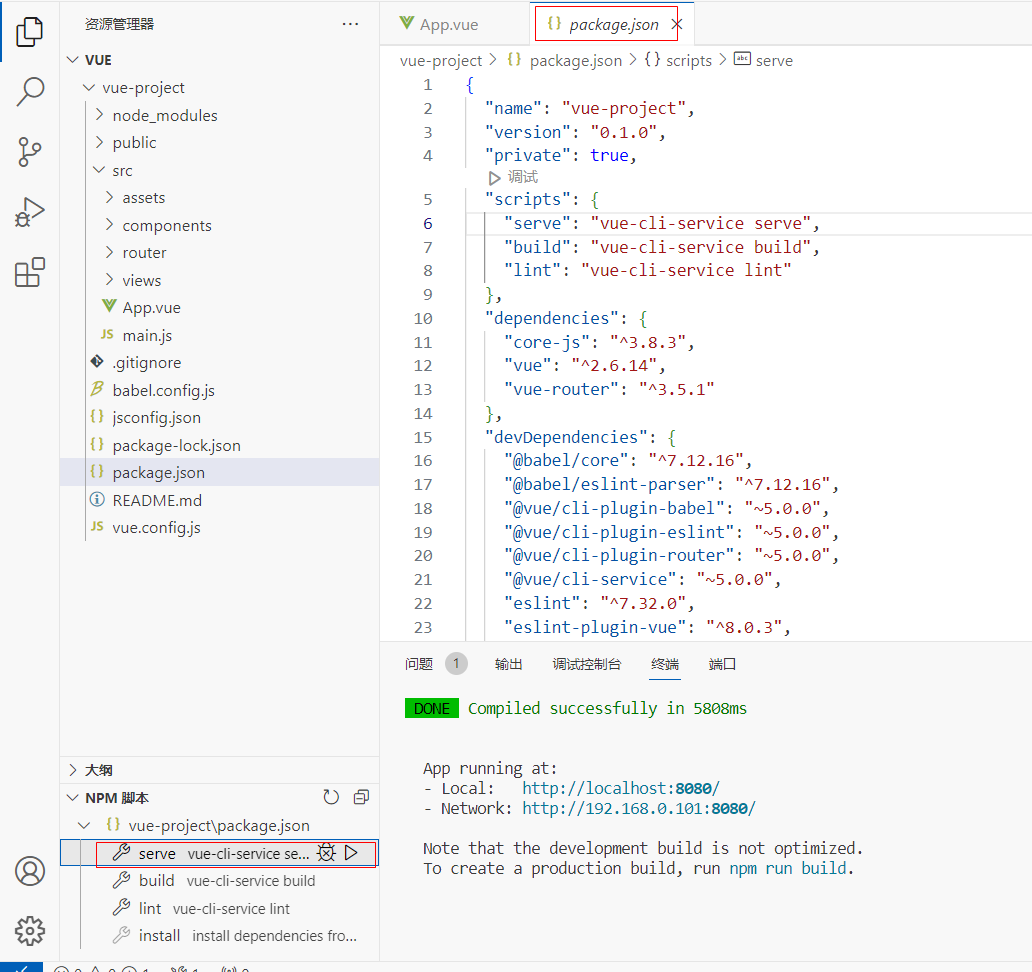 资源管理器
VUE
vue-project
node_modules
public
src
assets
components
router
views
App.vue
JS main.js
.gitignore
babel.config.js
{} jsconfig.json
{} package-lock.json
{} package.json
README.md
JS vue.config.js
大纲
NPM 脚本
{} vue-project\package.json
serve vue-cli-service se...
build vue-cli-service build
lint vue-cli-service lint
install install dependencies fro...
App.vue
{} package.json
vue-project > {} package.json > {} scripts > abc serve
1 {
2 "name": "vue-project",
3 "version": "0.1.0",
4 "private": true,
调试
5 "scripts": {
6 "serve": "vue-cli-service serve",
7 "build": "vue-cli-service build",
8 "lint": "vue-cli-service lint"
9 },
10 "dependencies": {
11 "core-js": "^3.8.3",
12 "vue": "^2.6.14",
13 "vue-router": "^3.5.1"
14 },
15 "devDependencies": {
16 "@babel/core": "^7.12.16",
17 "@babel/eslint-parser": "^7.12.16",
18 "@vue/cli-plugin-babel": "~5.0.0",
19 "@vue/cli-plugin-eslint": "~5.0.0",
20 "@vue/cli-plugin-router": "~5.0.0",
21 "@vue/cli-service": "~5.0.0",
22 "eslint": "^7.32.0",
23 "eslint-plugin-vue": "^8.0.3",
问题 1 输出 调试控制台 终端 端口
DONE Compiled successfully in 5808ms
App running at:
- Local: http://localhost:8080/
- Network: http://192.168.0.101:8080/
Note that the development build is not optimized.
To create a production build, run npm run build.